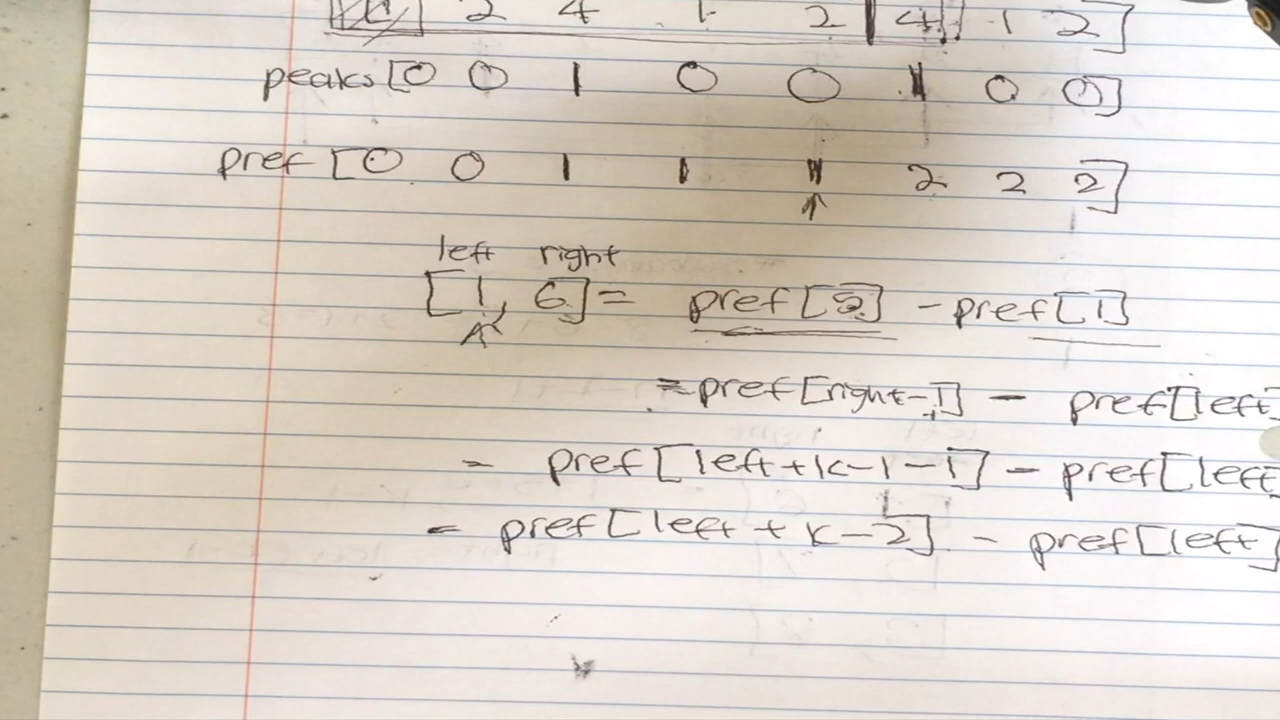 2 4 1 2 4 1 2]
peaks [0 0 1 0 0 1 0 0]
pref [0 0 1 1 1 2 2 2]
left right
[1, 6] = pref [5] - pref [1]
= pref [right-1] - pref[left]
= pref [left+k-1-1] - pref[left
= pref [left + k-2] - pref[left]